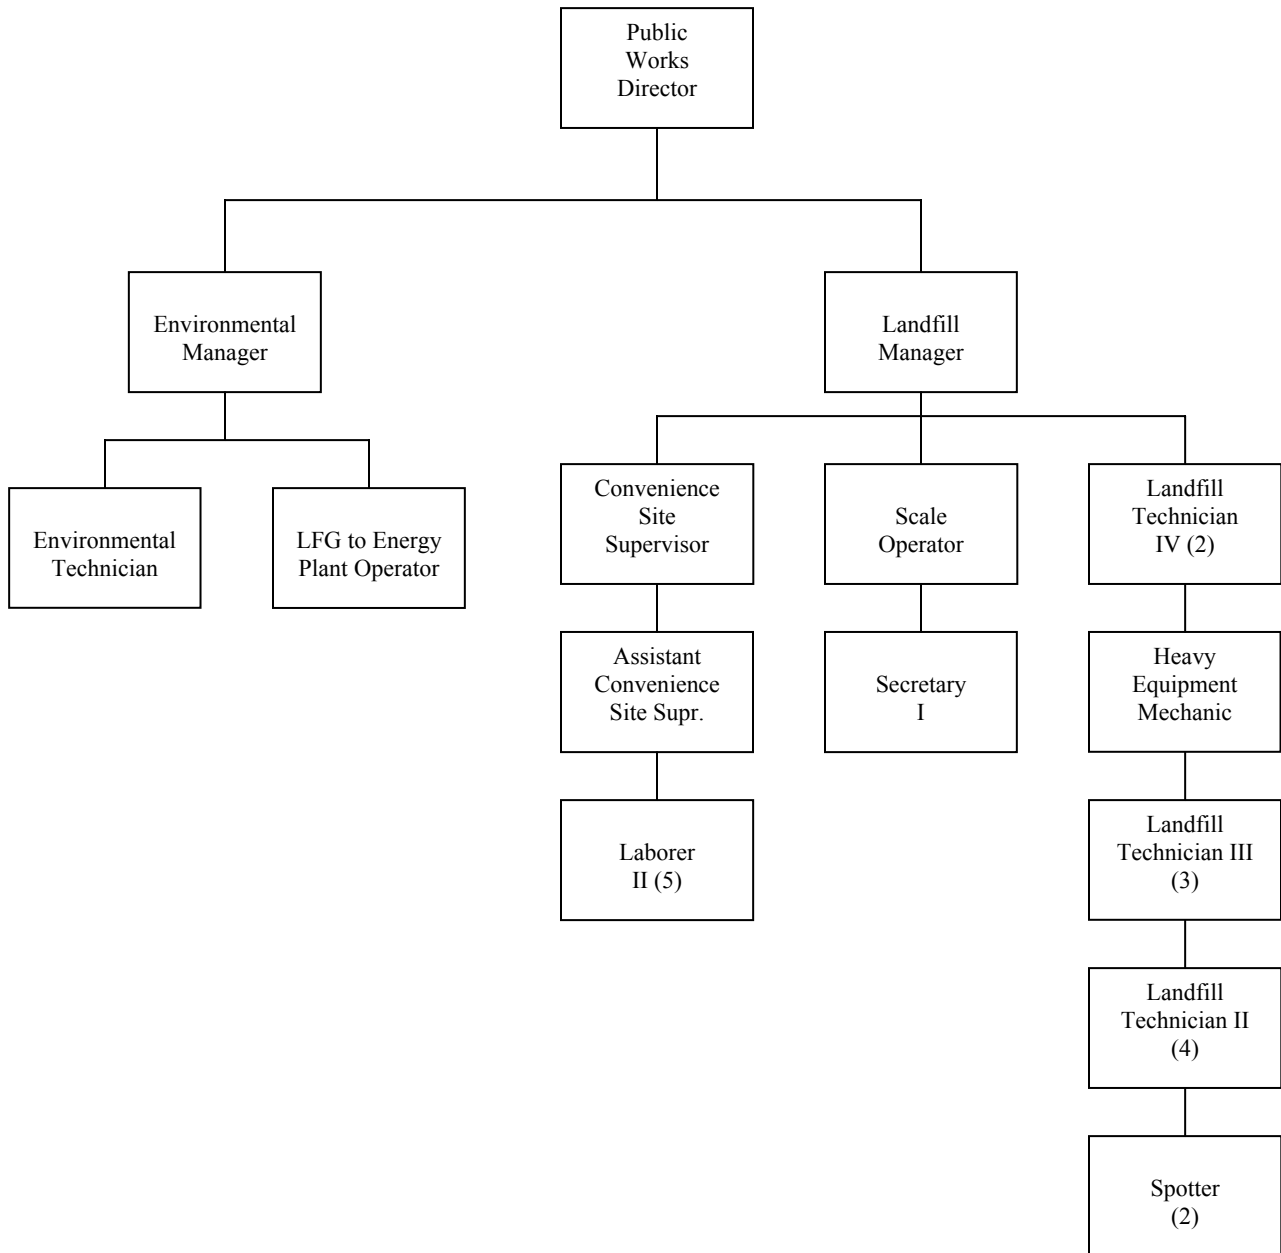 Public
Works
Director
Environmental
Manager
Landfill
Manager
Environmental
Technician
LFG to Energy
Plant Operator
Convenience
Site
Supervisor
Scale
Operator
Landfill
Technician
IV (2)
Assistant
Convenience
Site Supr.
Secretary
I
Heavy
Equipment
Mechanic
Laborer
II (5)
Landfill
Technician III
(3)
Landfill
Technician II
(4)
Spotter
(2)